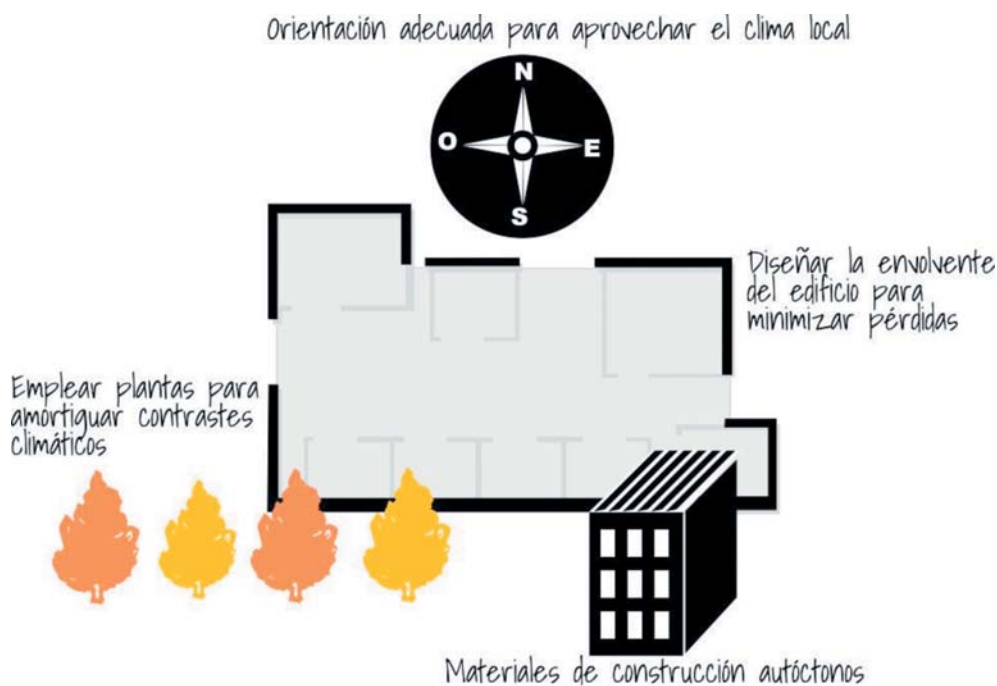 Orientación adecuada para aprovechar el clima local
N
O
E
S
Diseñar la envolvente
del edificio para
minimizar pérdidas
Emplear plantas para
amortiguar contrastes
climáticos
Materiales de construcción autóctonos